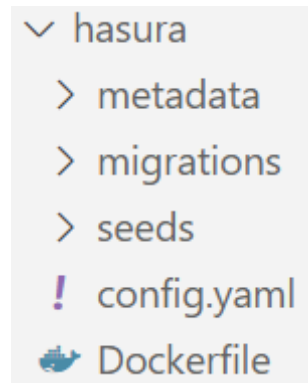 hasura
metadata
migrations
seeds
! config.yaml
Dockerfile